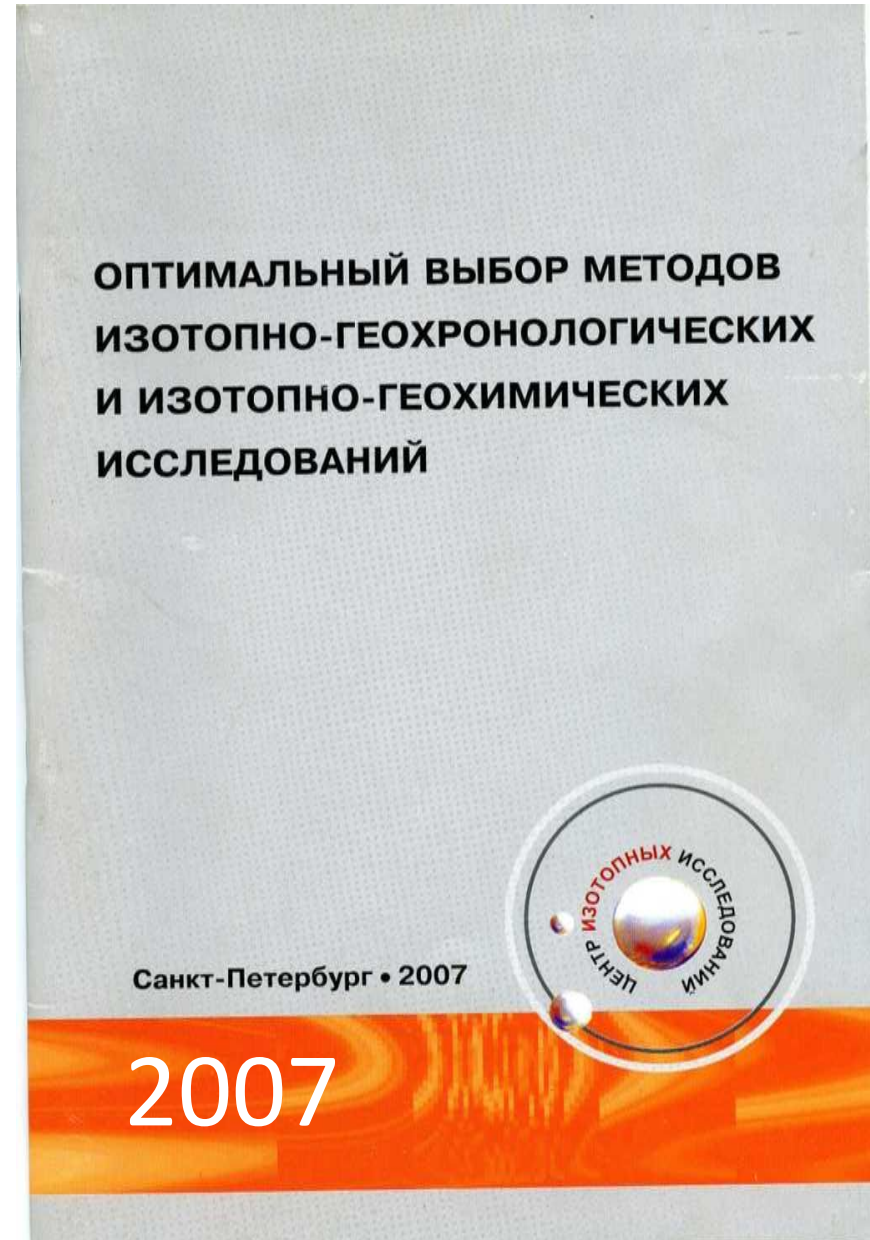 ОПТИМАЛЬНЫЙ ВЫБОР МЕТОДОВ
ИЗОТОПНО-ГЕОХРОНОЛОГИЧЕСКИХ
И ИЗОТОПНО-ГЕОХИМИЧЕСКИХ
ИССЛЕДОВАНИЙ
ЦЕНТР ИЗОТОПНЫХ ИССЛЕДОВАНИЙ
Санкт-Петербург • 2007
2007